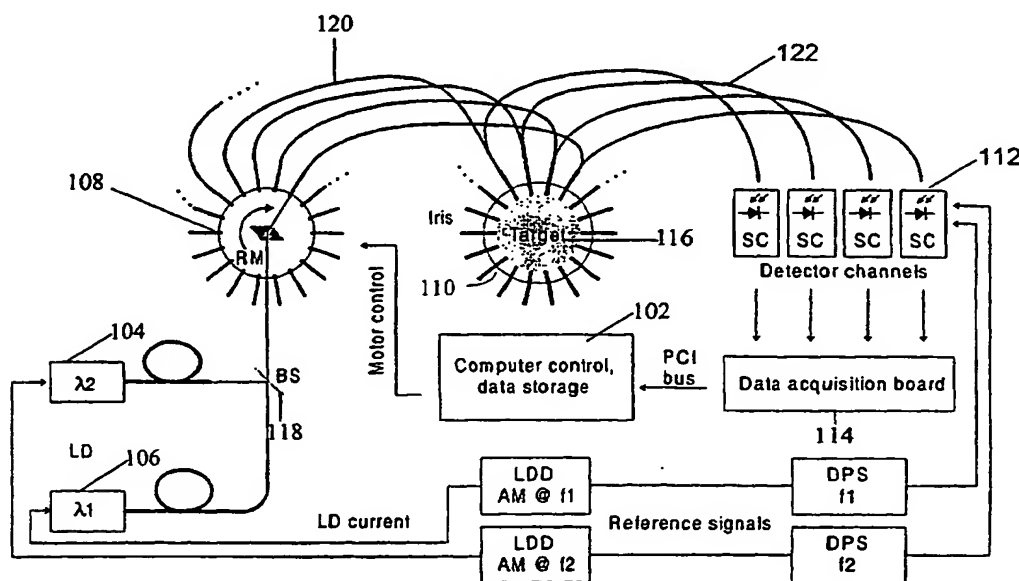 120
122
108
RM
Iris
Target
116
110
112
SC SC SC SC
Detector channels
Motor control
102
Computer control,
data storage
PCI
bus
Data acquisition board
114
104
λ2
BS
118
LD
106
λ1
LD current
LDD
AM @ f1
Reference signals
DPS
f1
LDD
AM @ f2
DPS
f2